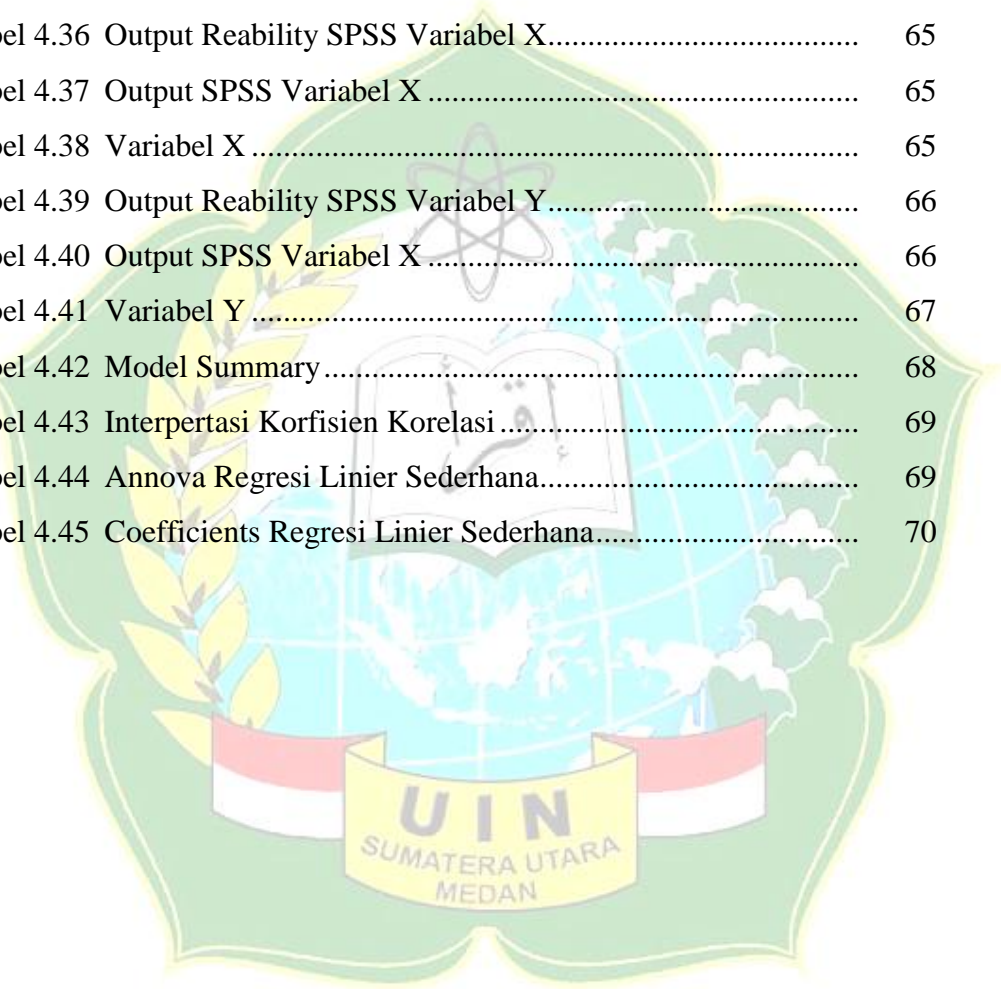 bel 4.36 Output Reability SPSS Variabel X....................................... 65
bel 4.37 Output SPSS Variabel X ...................................................... 65
bel 4.38 Variabel X ............................................................................ 65
bel 4.39 Output Reability SPSS Variabel Y....................................... 66
bel 4.40 Output SPSS Variabel X ...................................................... 66
bel 4.41 Variabel Y ............................................................................ 67
bel 4.42 Model Summary ................................................................... 68
bel 4.43 Interpertasi Korfisien Korelasi ............................................. 69
bel 4.44 Annova Regresi Linier Sederhana........................................ 69
bel 4.45 Coefficients Regresi Linier Sederhana................................. 70
إقرأ
UIN
SUMATERA UTARA
MEDAN